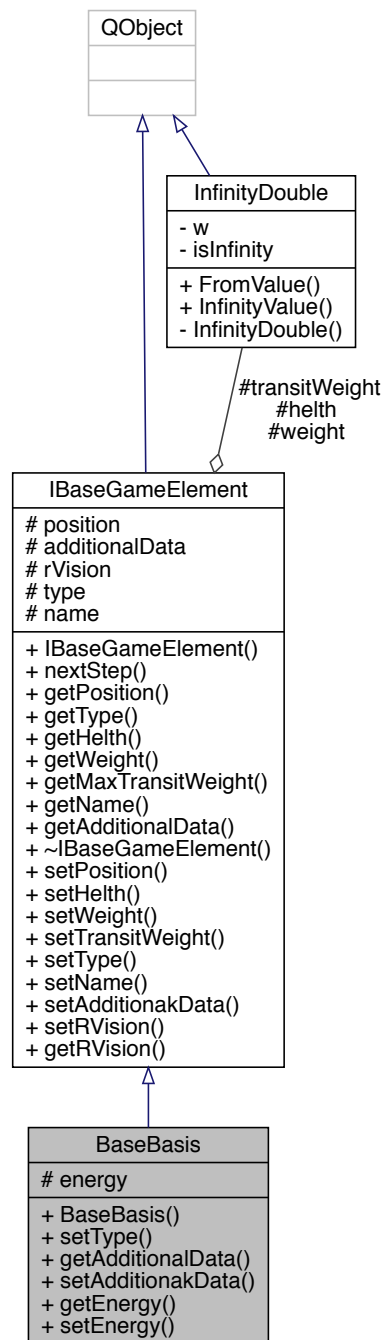 QObject
InfinityDouble
- w
- isInfinity
+ FromValue()
+ InfinityValue()
- InfinityDouble()
#transitWeight
#helth
#weight
IBaseGameElement
# position
# additionalData
# rVision
# type
# name
+ IBaseGameElement()
+ nextStep()
+ getPosition()
+ getType()
+ getHelth()
+ getWeight()
+ getMaxTransitWeight()
+ getName()
+ getAdditionalData()
+ ~IBaseGameElement()
+ setPosition()
+ setHelth()
+ setWeight()
+ setTransitWeight()
+ setType()
+ setName()
+ setAdditionakData()
+ setRVision()
+ getRVision()
BaseBasis
# energy
+ BaseBasis()
+ setType()
+ getAdditionalData()
+ setAdditionakData()
+ getEnergy()
+ setEnergy()